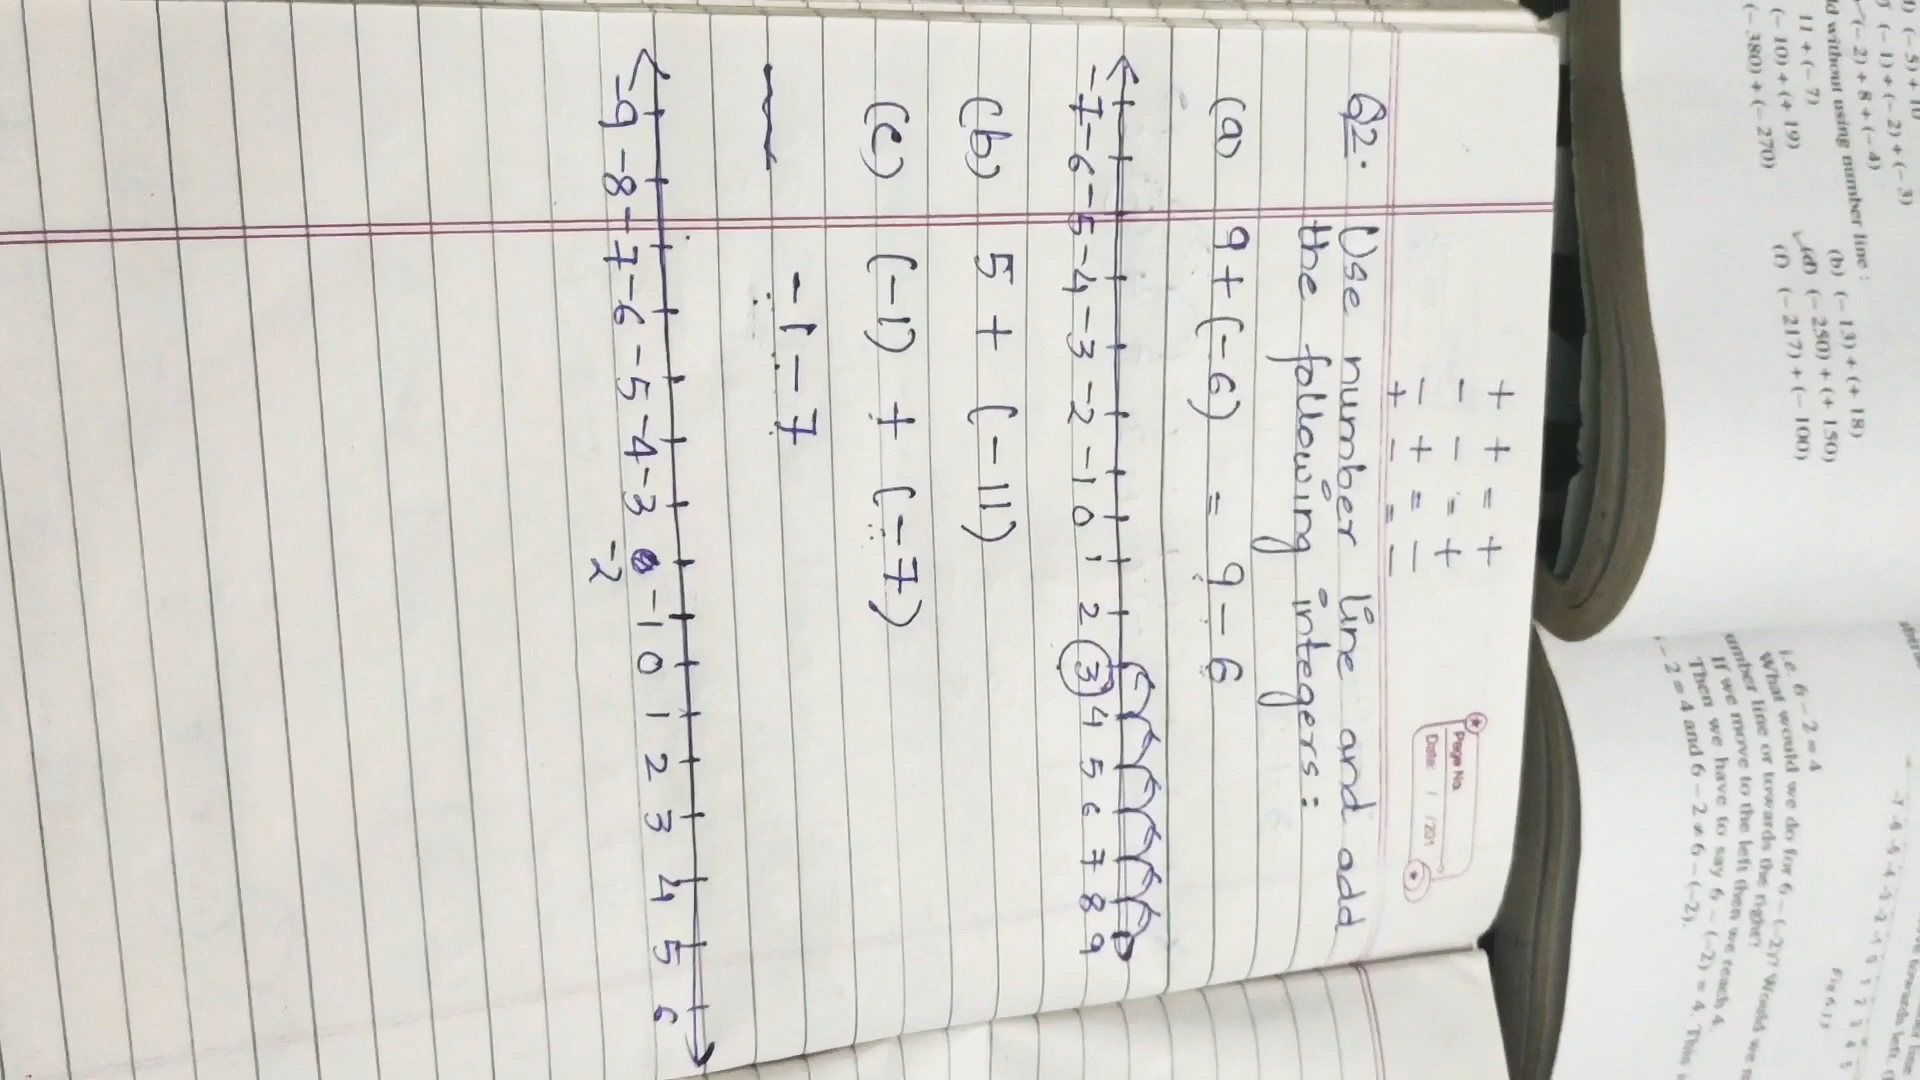 Page No.
Date: / /201
+ + = +
- - = +
- + = -
+ - = -
Q2. Use number line and add
the following integers:
(a) 9+(-6) = 9-6
-7 -6 -5 -4 -3 -2 -1 0 1 2 3 4 5 6 7 8 9
(b) 5 + (-11)
(c) (-1) + (-7)
-1-7
-9 -8 -7 -6 -5 -4 -3 -1 0 1 2 3 4 5 6
-2
(-5) + 10
(-1) + (-2) + (-3)
(-2) + 8 + (-4)
d without using number line :
11 + (-7)
(b) (-13) + (+ 18)
(-10) + (+ 19)
(d) (-250) + (+ 150)
(-380) + (-270)
(f) (-217) + (-100)
i.e. 6 - 2 = 4
What would we do for 6 - (-2)? Would we
umber line or towards the right?
If we move to the left then we reach 4.
Then we have to say 6 - (-2) = 4. This
- 2 = 4 and 6 - 2 ≠ 6 - (-2).